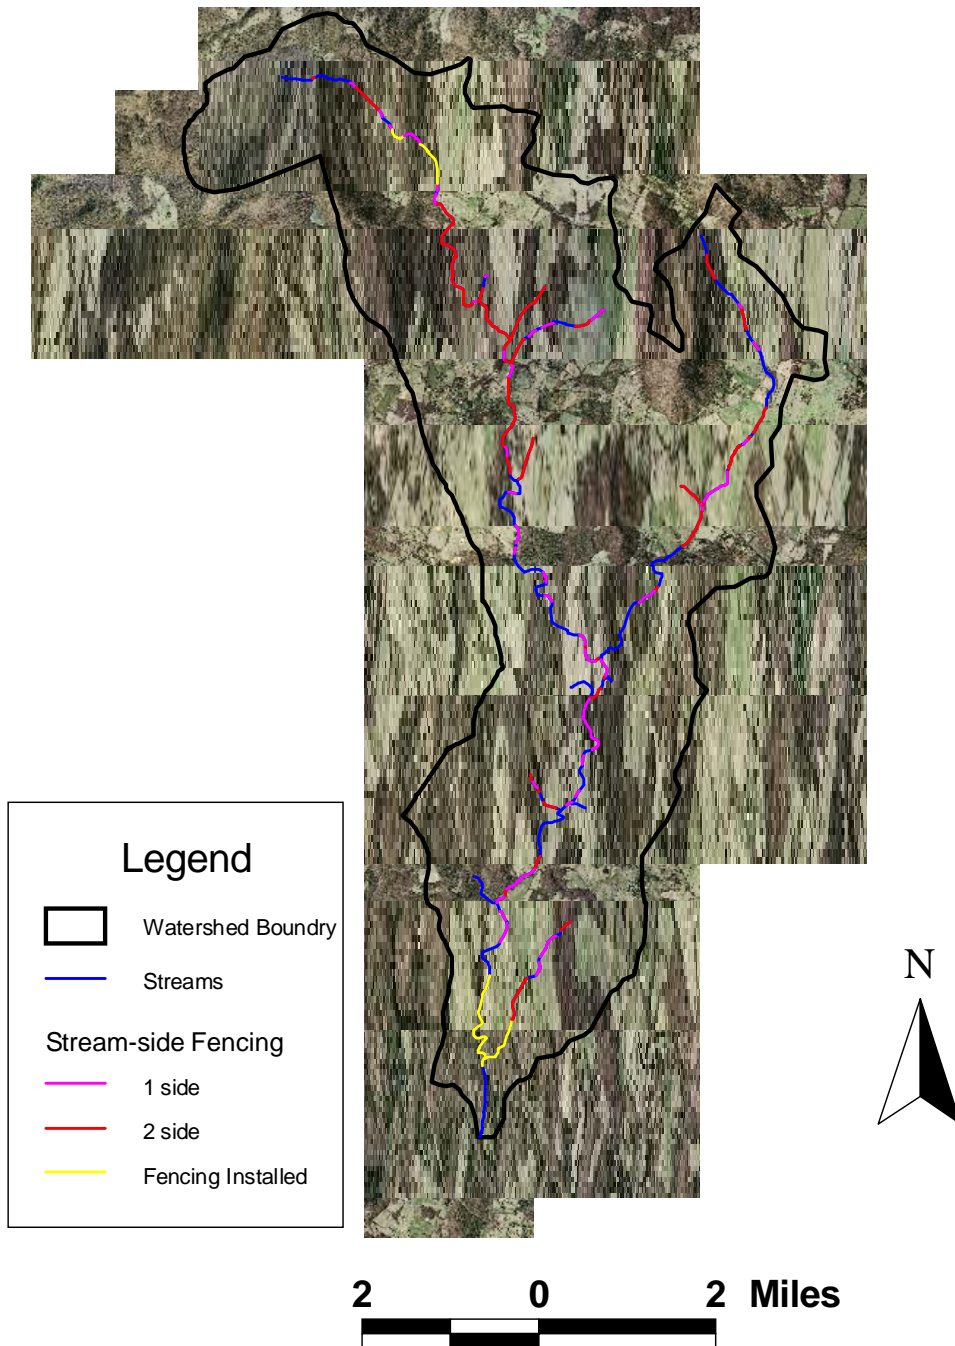 Legend
Watershed Boundry
Streams
Stream-side Fencing
1 side
2 side
Fencing Installed
N
2 0 2 Miles